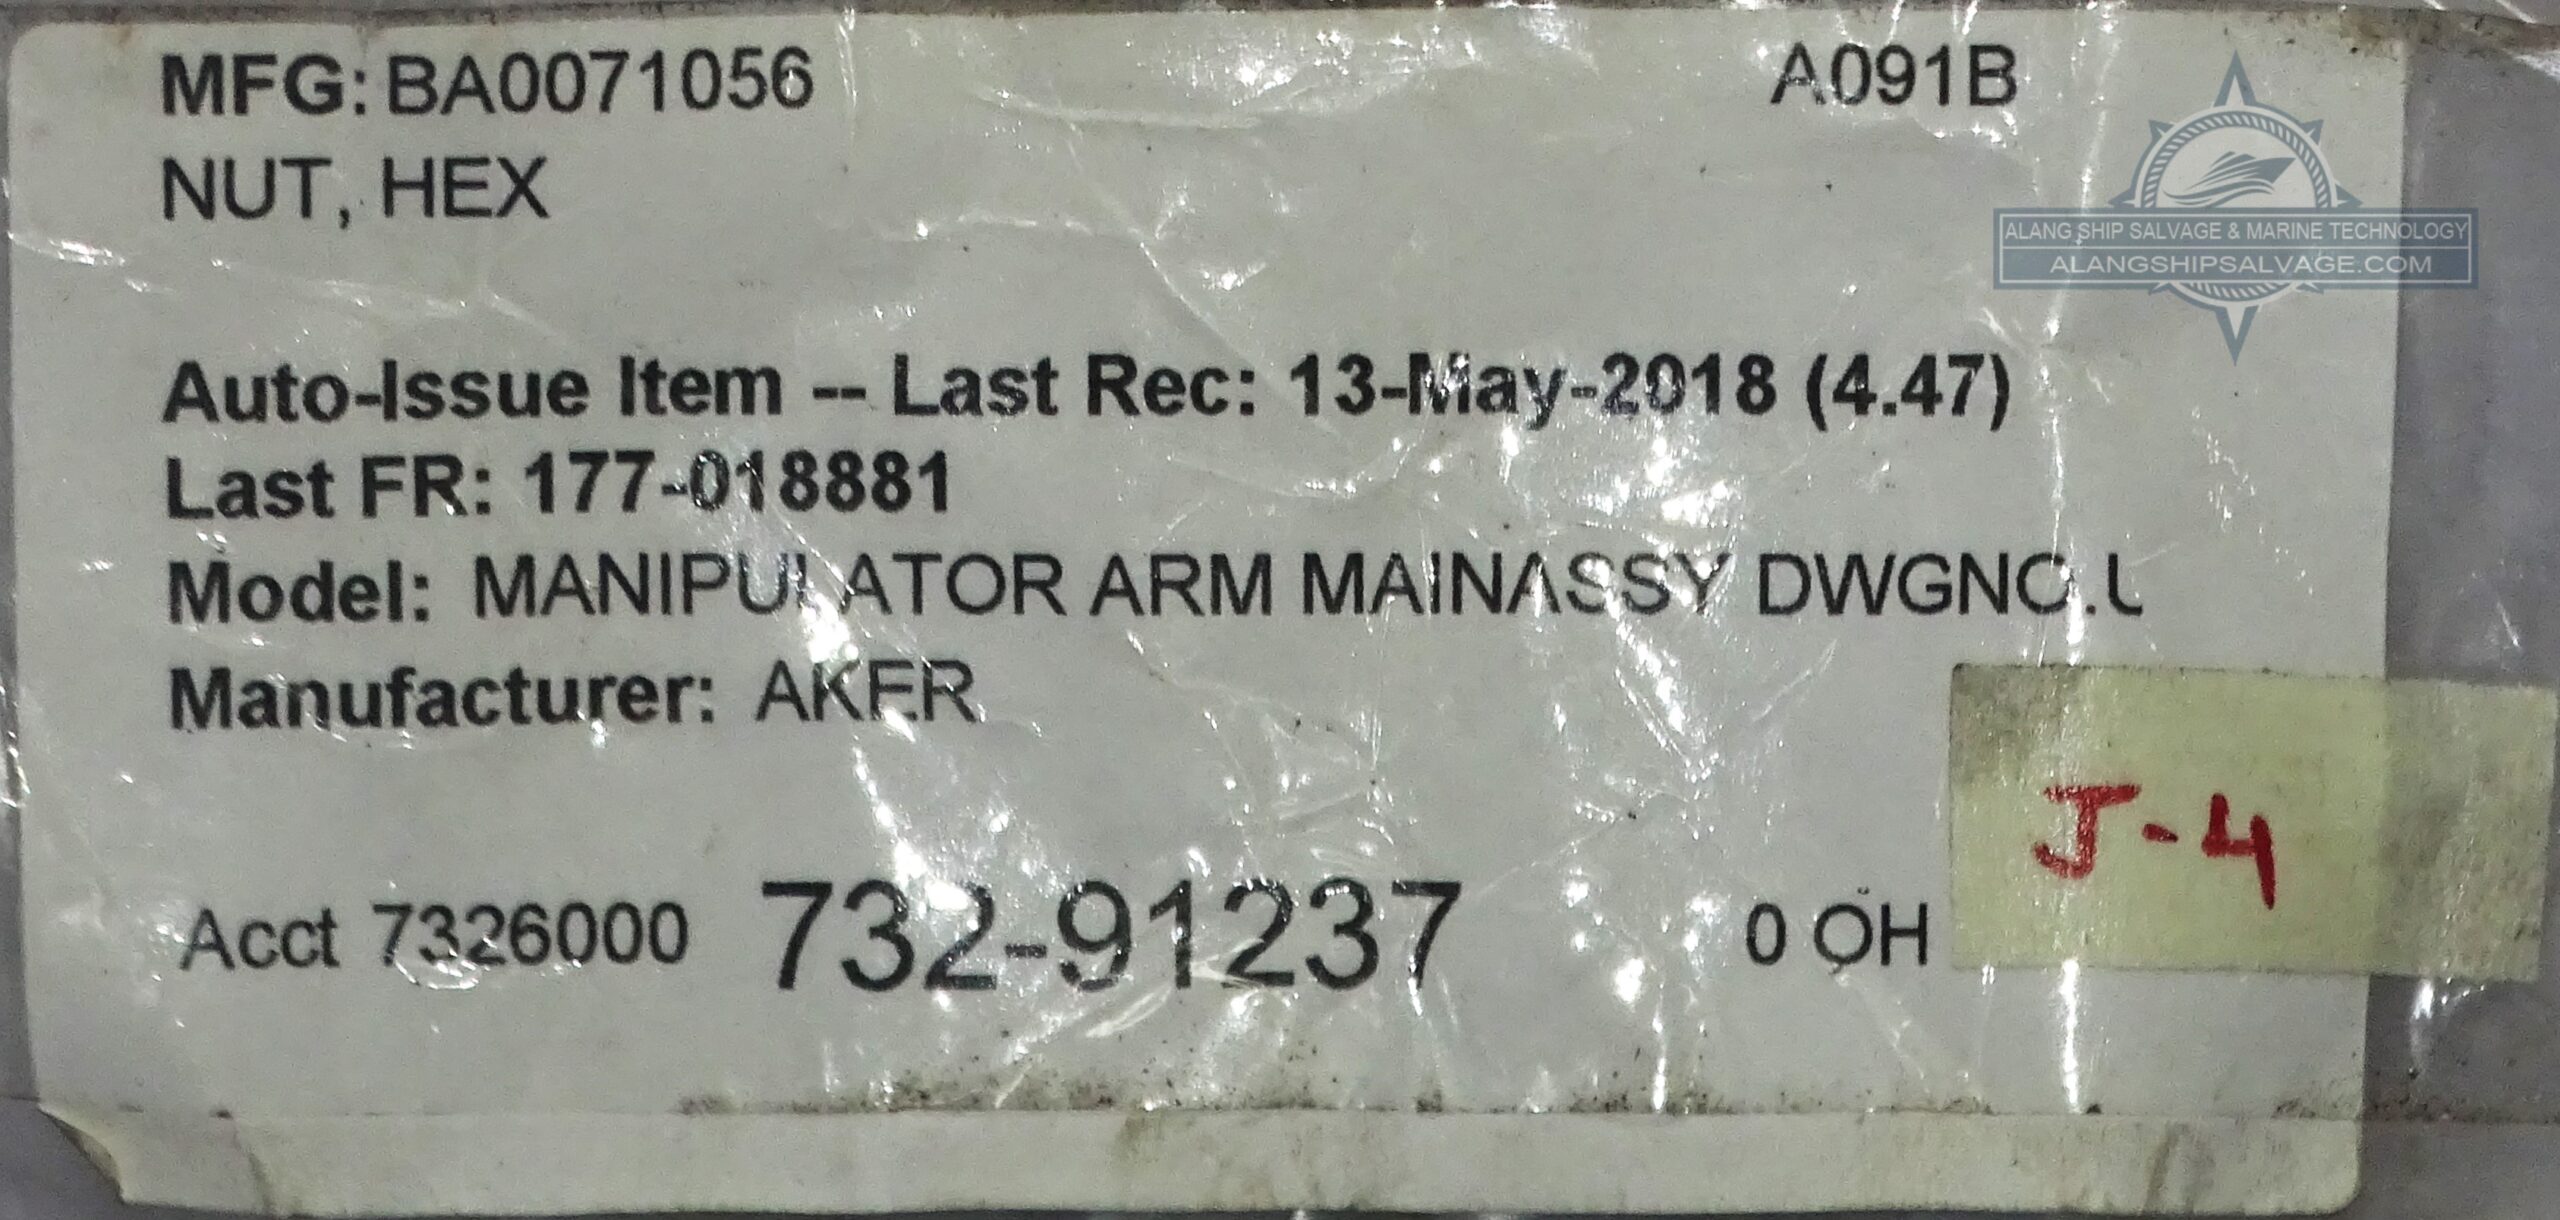 MFG: BA0071056 A091B
NUT, HEX
ALANG SHIP SALVAGE & MARINE TECHNOLOGY
ALANGSHIPSALVAGE.COM
Auto-Issue Item -- Last Rec: 13-May-2018 (4.47)
Last FR: 177-018881
Model: MANIPULATOR ARM MAINASSY DWGNO.
Manufacturer: AKER
J-4
Acct 7326000 732-91237 0 OH